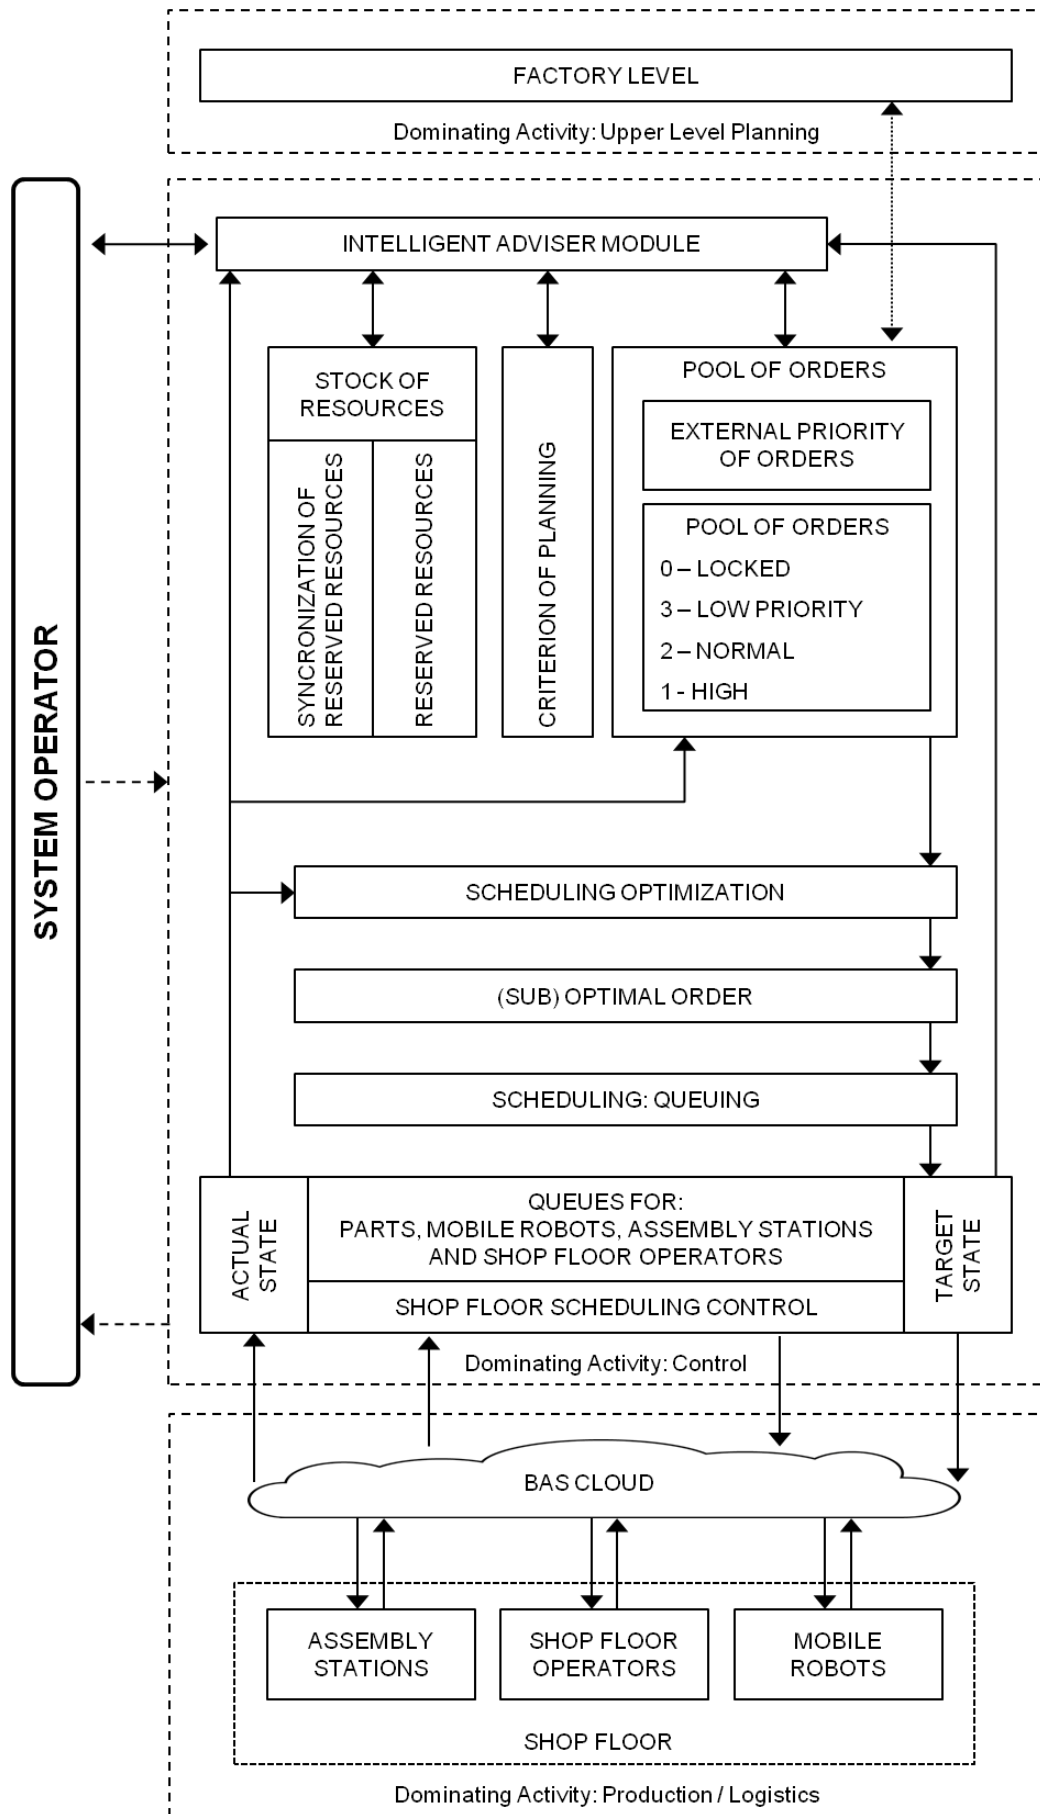 FACTORY LEVEL
Dominating Activity: Upper Level Planning
SYSTEM OPERATOR
INTELLIGENT ADVISER MODULE
STOCK OF
RESOURCES
SYNCRONIZATION OF
RESERVED RESOURCES
RESERVED RESOURCES
CRITERION OF PLANNING
POOL OF ORDERS
EXTERNAL PRIORITY
OF ORDERS
POOL OF ORDERS
0 – LOCKED
3 – LOW PRIORITY
2 – NORMAL
1 - HIGH
SCHEDULING OPTIMIZATION
(SUB) OPTIMAL ORDER
SCHEDULING: QUEUING
ACTUAL
STATE
QUEUES FOR:
PARTS, MOBILE ROBOTS, ASSEMBLY STATIONS
AND SHOP FLOOR OPERATORS
SHOP FLOOR SCHEDULING CONTROL
TARGET
STATE
Dominating Activity: Control
BAS CLOUD
ASSEMBLY
STATIONS
SHOP FLOOR
OPERATORS
MOBILE
ROBOTS
SHOP FLOOR
Dominating Activity: Production / Logistics